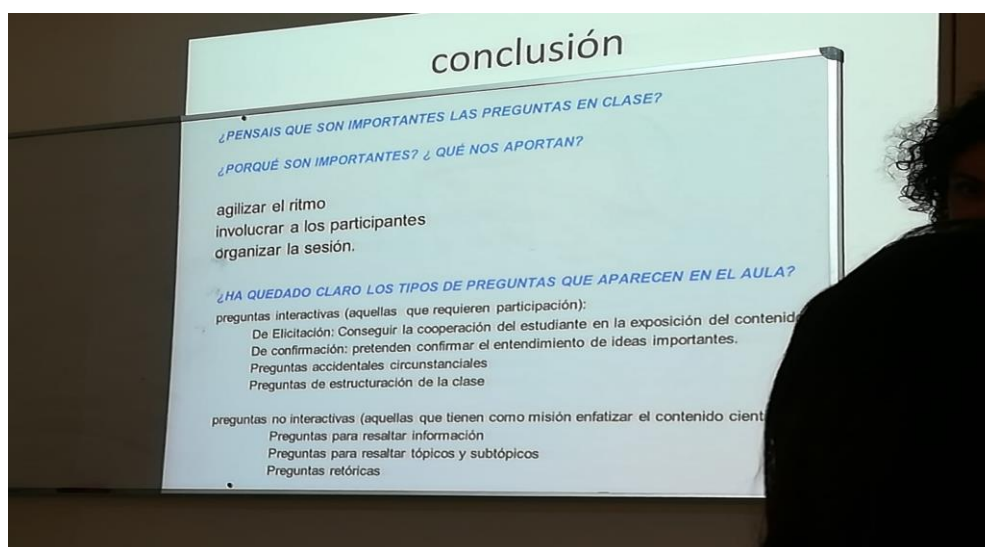 conclusión
¿PENSAIS QUE SON IMPORTANTES LAS PREGUNTAS EN CLASE?
¿PORQUÉ SON IMPORTANTES? ¿ QUÉ NOS APORTAN?
agilizar el ritmo
involucrar a los participantes
organizar la sesión.
¿HA QUEDADO CLARO LOS TIPOS DE PREGUNTAS QUE APARECEN EN EL AULA?
preguntas interactivas (aquellas que requieren participación):
De Elicitación: Conseguir la cooperación del estudiante en la exposición del contenido
De confirmación: pretenden confirmar el entendimiento de ideas importantes.
Preguntas accidentales circunstanciales
Preguntas de estructuración de la clase
preguntas no interactivas (aquellas que tienen como misión enfatizar el contenido
Preguntas para resaltar información
Preguntas para resaltar tópicos y subtópicos
Preguntas retóricas